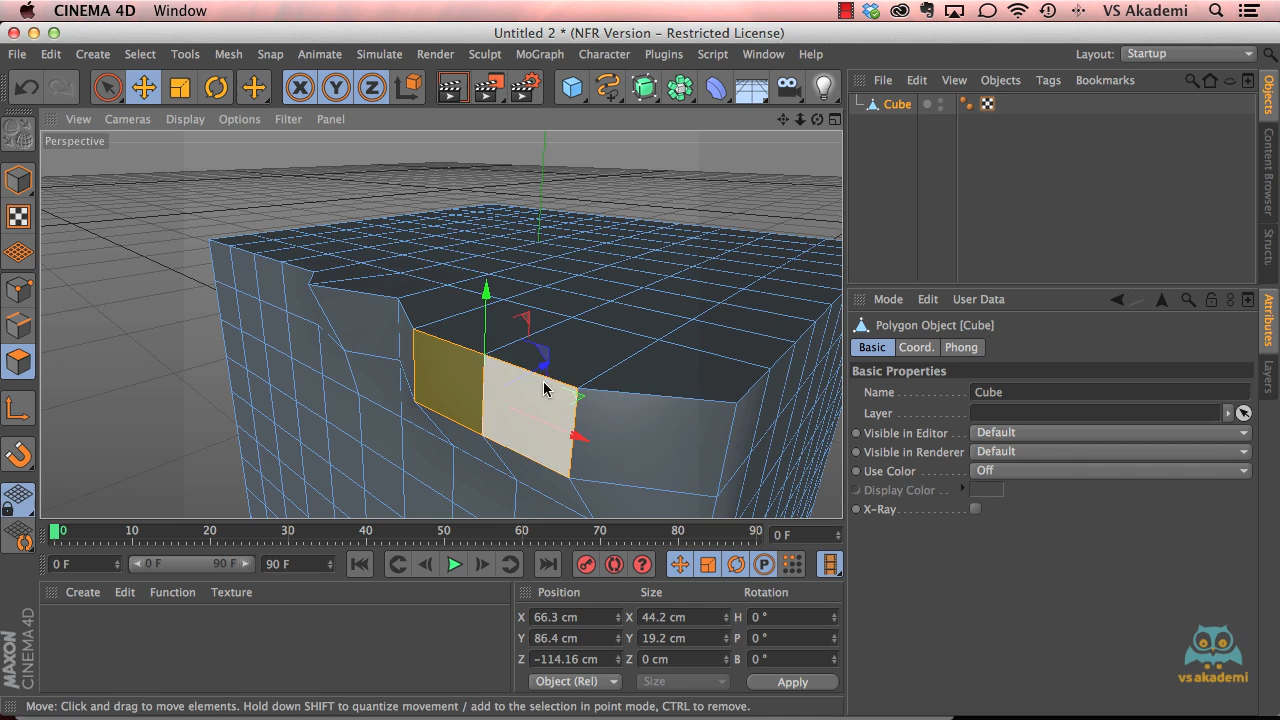 CINEMA 4D Window VS Akademi
Untitled 2 * (NFR Version - Restricted License)
File Edit Create Select Tools Mesh Snap Animate Simulate Render Sculpt MoGraph Character Plugins Script Window Help Layout: Startup
X Y Z
File Edit View Objects Tags Bookmarks
View Cameras Display Options Filter Panel
Perspective
Cube
Objects
Content Browser
Structu
Mode Edit User Data
Polygon Object [Cube]
Basic Coord. Phong
Basic Properties
Name Cube
Layer
Visible in Editor Default
Visible in Renderer Default
Use Color Off
Display Color
X-Ray
Attributes
Layers
0 10 20 30 40 50 60 70 80 90 0 F
0 F 0 F 90 F 90 F
P
Create Edit Function Texture
Position Size Rotation
X 66.3 cm X 44.2 cm H 0 °
Y 86.4 cm Y 19.2 cm P 0 °
Z -114.16 cm Z 0 cm B 0 °
Object (Rel) Size Apply
MAXON CINEMA 4D
vsakademi
Move: Click and drag to move elements. Hold down SHIFT to quantize movement / add to the selection in point mode, CTRL to remove.